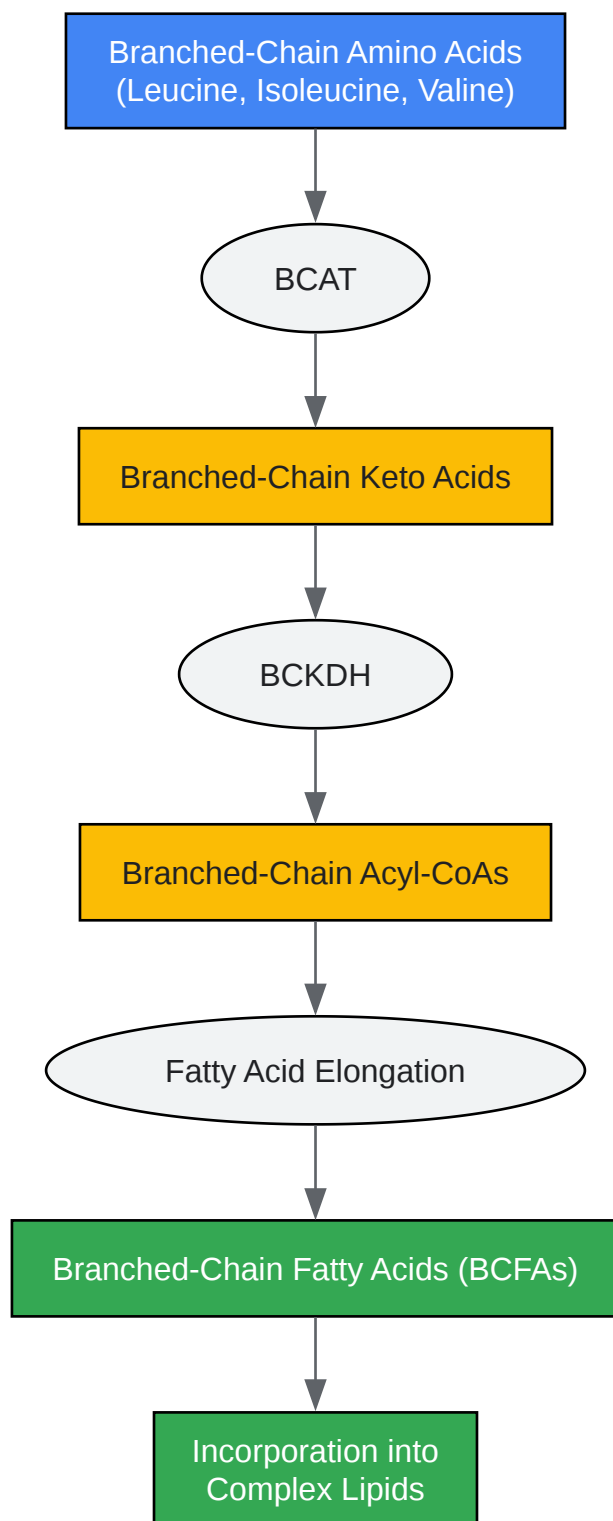 Branched-Chain Amino Acids
(Leucine, Isoleucine, Valine)
BCAT
Branched-Chain Keto Acids
BCKDH
Branched-Chain Acyl-CoAs
Fatty Acid Elongation
Branched-Chain Fatty Acids (BCFAs)
Incorporation into
Complex Lipids